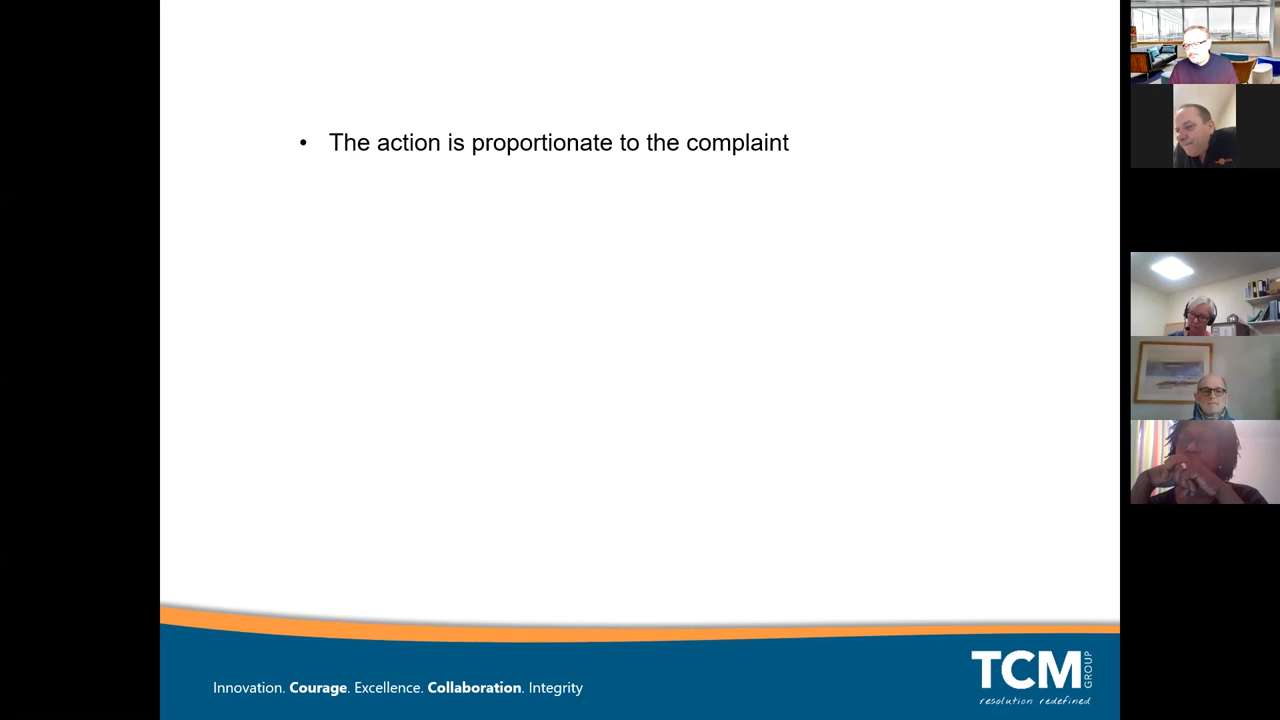 • The action is proportionate to the complaint
Innovation. Courage. Excellence. Collaboration. Integrity
TCM GROUP
resolution redefined